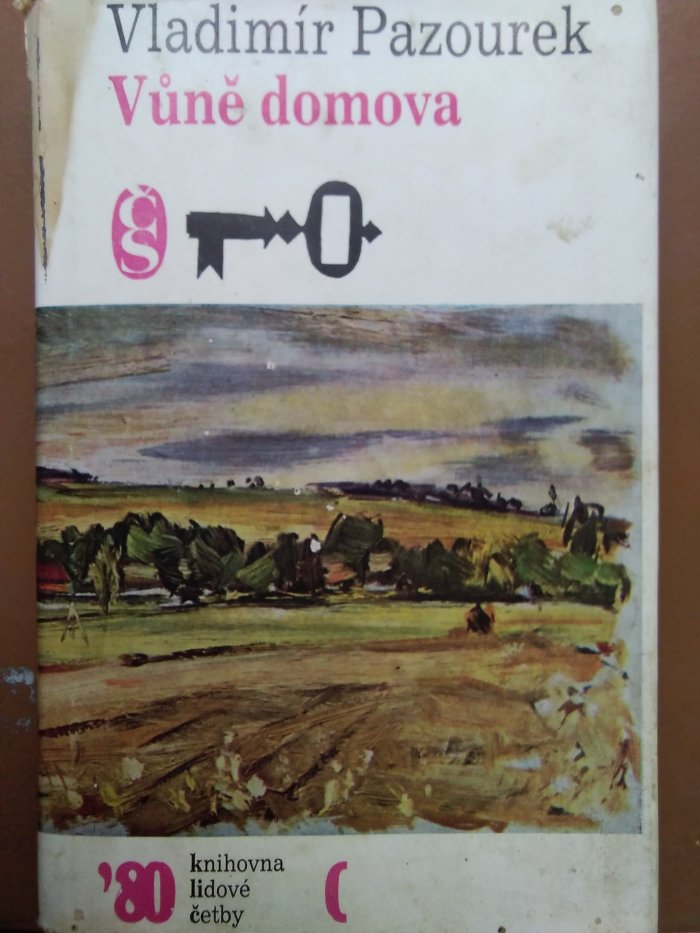 Vladimír Pazourek
Vůně domova
ČS
'80
knihovna
lidové
četby